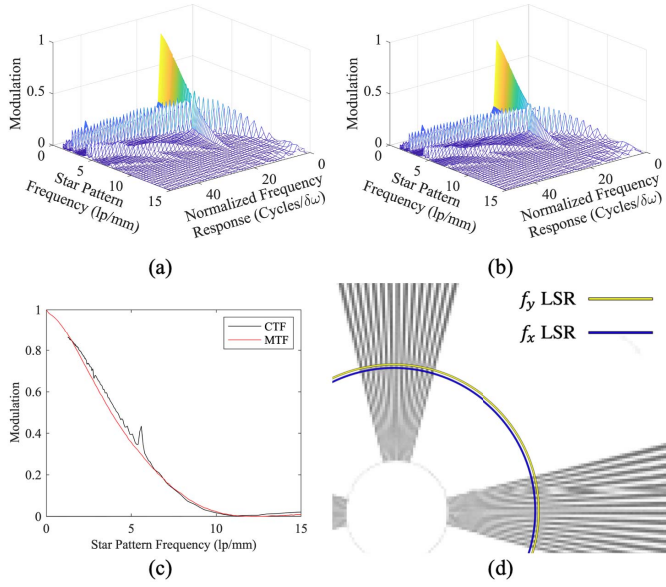 1
0.5
0
Modulation
0
5
10
15
Star Pattern
Frequency (lp/mm)
40
20
0
Normalized Frequency
Response (Cycles/δω)
(a)
1
0.5
0
Modulation
0
5
10
15
Star Pattern
Frequency (lp/mm)
40
20
0
Normalized Frequency
Response (Cycles/δω)
(b)
1
0.8
0.6
0.4
0.2
0
Modulation
CTF
MTF
0
5
10
15
Star Pattern Frequency (lp/mm)
(c)
f_y LSR
f_x LSR
(d)